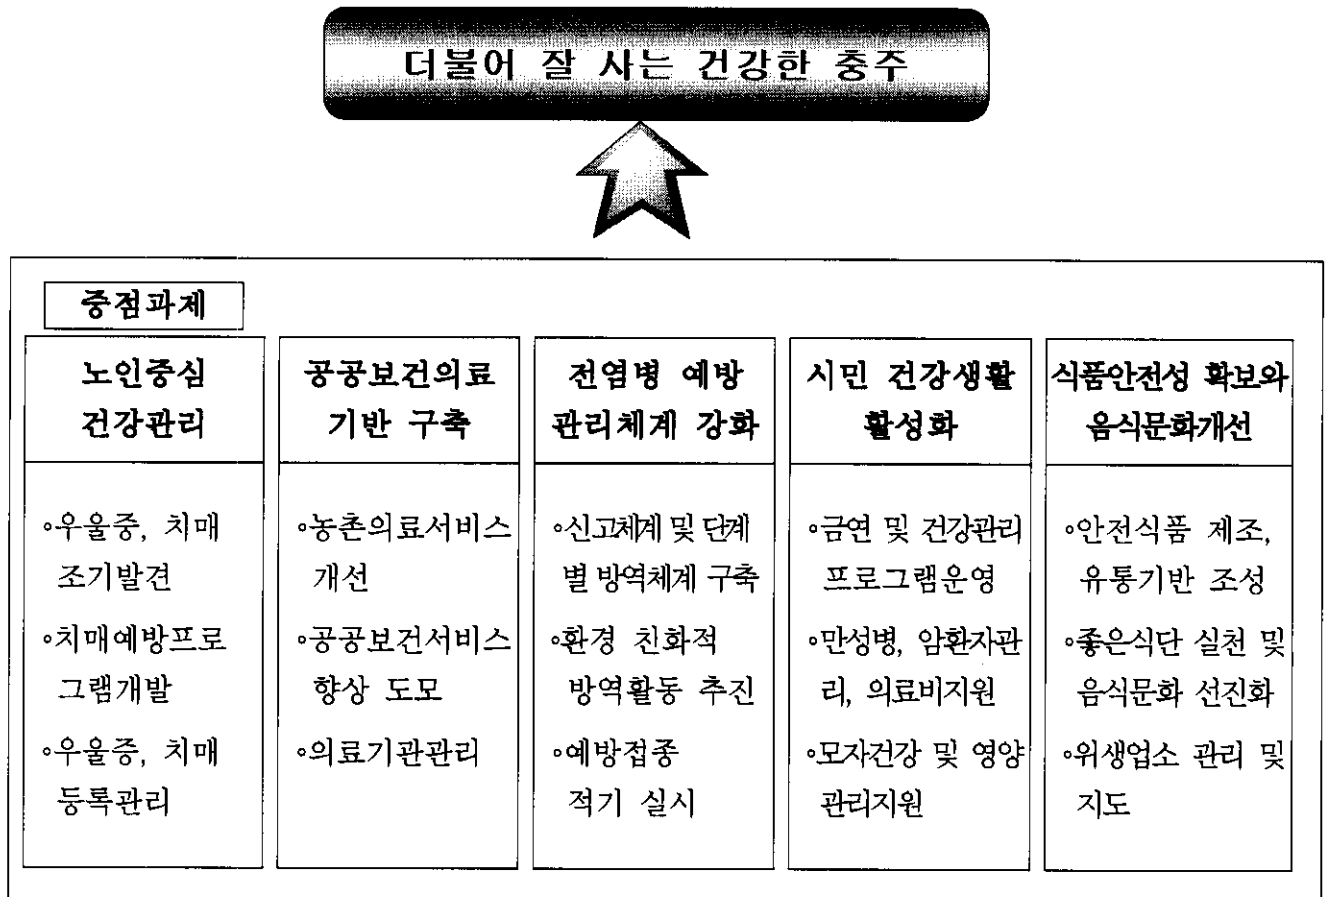 더불어 잘 사는 건강한 충주
중점과제
노인중심
건강관리
◦우울증, 치매
조기발견
◦치매예방프로
그램개발
◦우울증, 치매
등록관리
공공보건의료
기반 구축
◦농촌의료서비스
개선
◦공공보건서비스
향상 도모
◦의료기관관리
전염병 예방
관리체계 강화
◦신고체계 및 단계
별 방역체계 구축
◦환경 친화적
방역활동 추진
◦예방접종
적기 실시
시민 건강생활
활성화
◦금연 및 건강관리
프로그램운영
◦만성병, 암환자관
리, 의료비지원
◦모자건강 및 영양
관리지원
식품안전성 확보와
음식문화개선
◦안전식품 제조,
유통기반 조성
◦좋은식단 실천 및
음식문화 선진화
◦위생업소 관리 및
지도